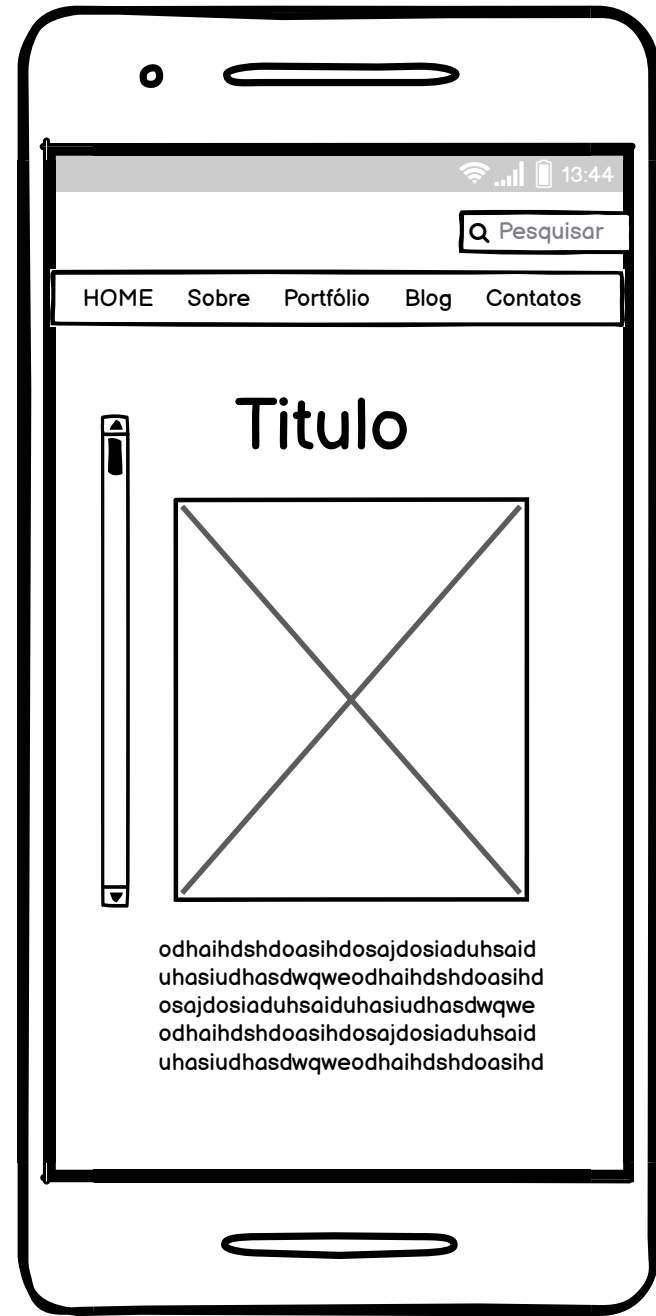 13:44
Pesquisar
HOME Sobre Portfólio Blog Contatos
Titulo
odhaihdshdoasihdosajdosiaduhsaid
uhasiudhasdwqweodhaihdshdoasihd
osajdosiaduhsaiduhasiudhasdwqwe
odhaihdshdoasihdosajdosiaduhsaid
uhasiudhasdwqweodhaihdshdoasihd